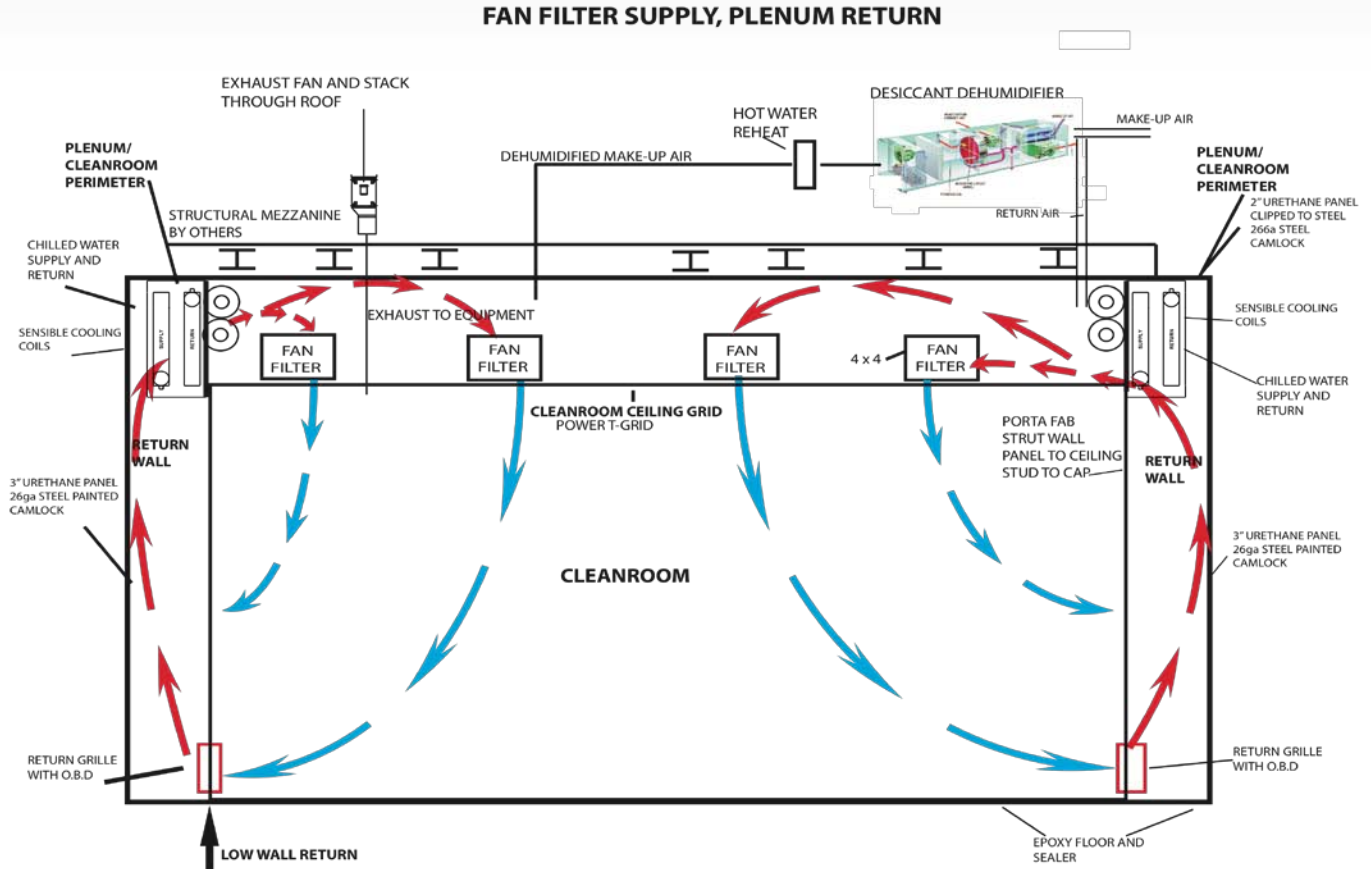 FAN FILTER SUPPLY, PLENUM RETURN
EXHAUST FAN AND STACK
THROUGH ROOF
DESICCANT DEHUMIDIFIER
HOT WATER
REHEAT
MAKE-UP AIR
PLENUM/
CLEANROOM
PERIMETER
DEHUMIDIFIED MAKE-UP AIR
PLENUM/
CLEANROOM
PERIMETER
2" URETHANE PANEL
CLIPPED TO STEEL
266a STEEL
CAMLOCK
RETURN AIR
STRUCTURAL MEZZANINE
BY OTHERS
CHILLED WATER
SUPPLY AND
RETURN
SENSIBLE COOLING
COILS
SUPPLY
RETURN
EXHAUST TO EQUIPMENT
FAN
FILTER
FAN
FILTER
FAN
FILTER
4 x 4
FAN
FILTER
SUPPLY
RETURN
SENSIBLE COOLING
COILS
CHILLED WATER
SUPPLY AND
RETURN
CLEANROOM CEILING GRID
POWER T-GRID
PORTA FAB
STRUT WALL
PANEL TO CEILING
STUD TO CAP
RETURN
WALL
RETURN
WALL
3" URETHANE PANEL
26ga STEEL PAINTED
CAMLOCK
3" URETHANE PANEL
26ga STEEL PAINTED
CAMLOCK
CLEANROOM
RETURN GRILLE
WITH O.B.D
RETURN GRILLE
WITH O.B.D
LOW WALL RETURN
EPOXY FLOOR AND
SEALER